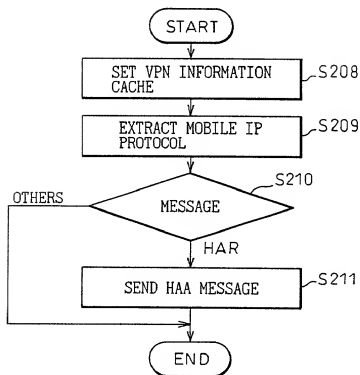 START
SET VPN INFORMATION
CACHE
S208
EXTRACT MOBILE IP
PROTOCOL
S209
S210
OTHERS
MESSAGE
HAR
SEND HAA MESSAGE
S211
END